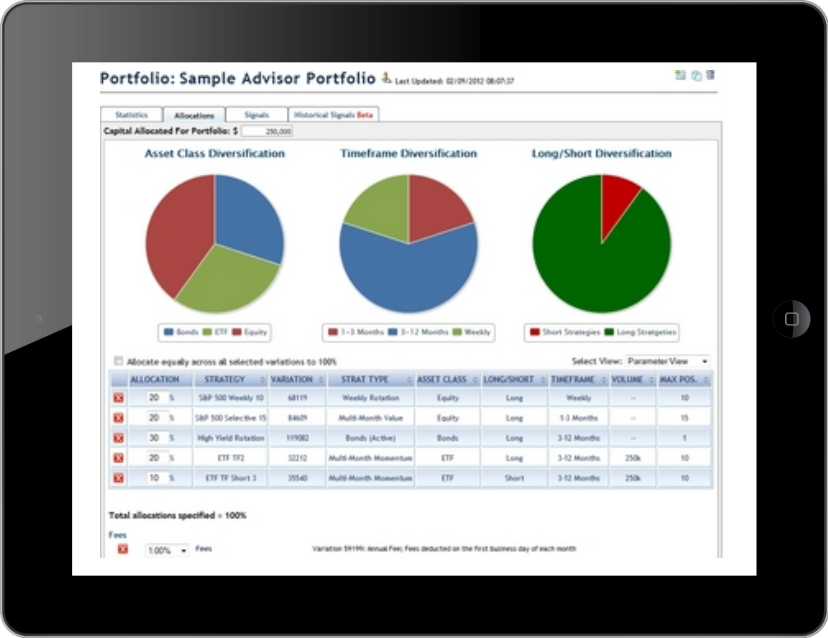 Portfolio: Sample Advisor Portfolio Last Updated: 02/09/2012 08:07:37
Statistics Allocations Signals Historical Signals Beta
Capital Allocated For Portfolio: $ 250,000
Asset Class Diversification Timeframe Diversification Long/Short Diversification
Bonds ETF Equity 1-3 Months 3-12 Months Weekly Short Strategies Long Stratgeties
Allocate equally across all selected variations to 100% Select View: Parameter View
ALLOCATION STRATEGY VARIATION STRAT TYPE ASSET CLASS LONG/SHORT TIMEFRAME VOLUME MAX POS.
20 % S&P 500 Weekly 10 68119 Weekly Rotation Equity Long Weekly -- 10
20 % S&P 500 Selective 15 84609 Multi-Month Value Equity Long 1-3 Months -- 15
30 % High Yield Rotation 119082 Bonds (Active) Bonds Long 3-12 Months -- 1
20 % ETF TF2 32212 Multi-Month Momentum ETF Long 3-12 Months 250k 10
10 % ETF TF Short 3 35540 Multi-Month Momentum ETF Short 3-12 Months 250k 10
Total allocations specified = 100%
Fees
1.00% Fees Variation 59199: Annual Fee; Fees deducted on the first business day of each month